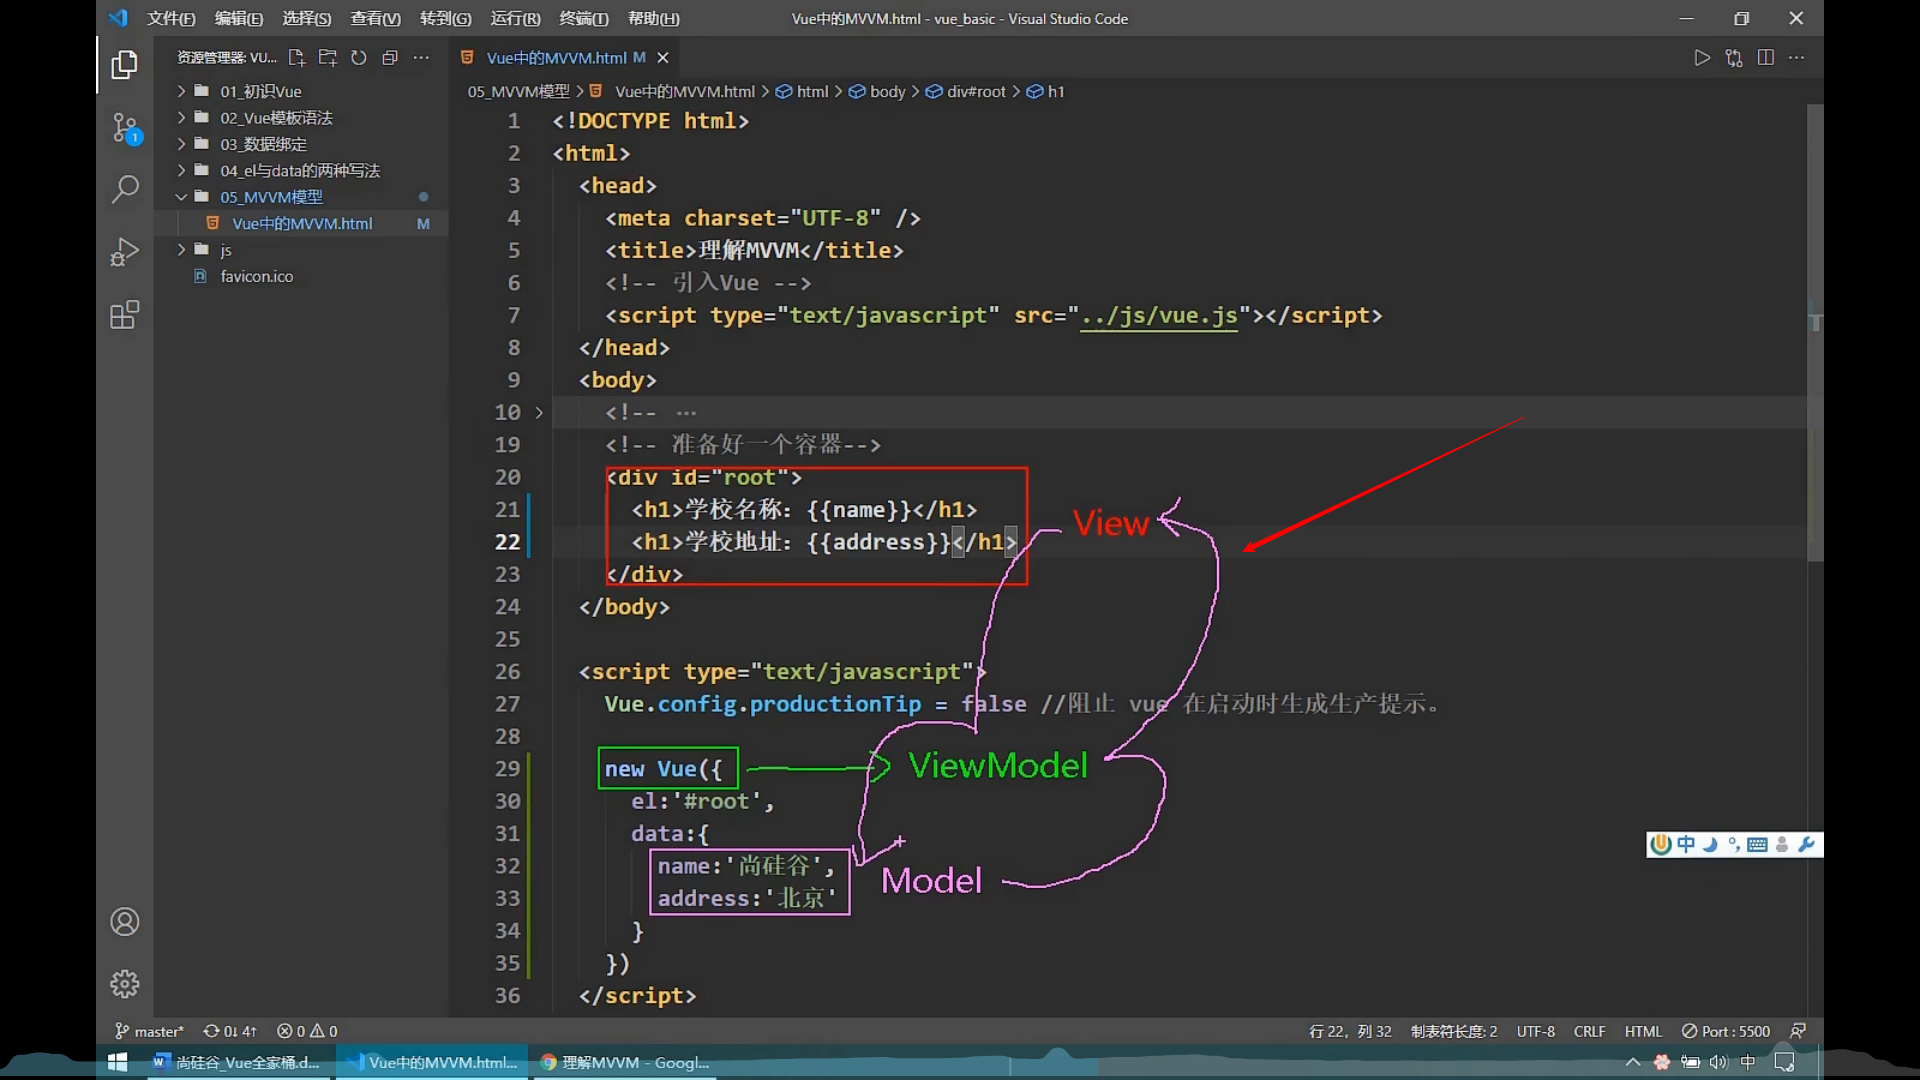 文件(F) 编辑(E) 选择(S) 查看(V) 转到(G) 运行(R) 终端(T) 帮助(H)
Vue中的MVVM.html - vue_basic - Visual Studio Code
资源管理器: VU...
01_初识Vue
02_Vue模板语法
03_数据绑定
04_el与data的两种写法
05_MVVM模型
Vue中的MVVM.html M
js
favicon.ico
1
Vue中的MVVM.html M
05_MVVM模型 > Vue中的MVVM.html > html > body > div#root > h1
1 <!DOCTYPE html>
2 <html>
3 <head>
4 <meta charset="UTF-8" />
5 <title>理解MVVM</title>
6 <!-- 引入Vue -->
7 <script type="text/javascript" src="../js/vue.js"></script>
8 </head>
9 <body>
10 <!-- ...
19 <!-- 准备好一个容器-->
20 <div id="root">
21 <h1>学校名称：{{name}}</h1>
22 <h1>学校地址：{{address}}</h1>
View
23 </div>
24 </body>
25
26 <script type="text/javascript">
27 Vue.config.productionTip = false //阻止 vue 在启动时生成生产提示。
28
29 new Vue({
ViewModel
30 el:'#root',
31 data:{
32 name:'尚硅谷',
Model
33 address:'北京'
34 }
35 })
36 </script>
中
master* 0↓ 4↑ 0 0
行 22，列 32 制表符长度: 2 UTF-8 CRLF HTML Port : 5500
尚硅谷_Vue全家桶.d... Vue中的MVVM.html... 理解MVVM - Googl...
中